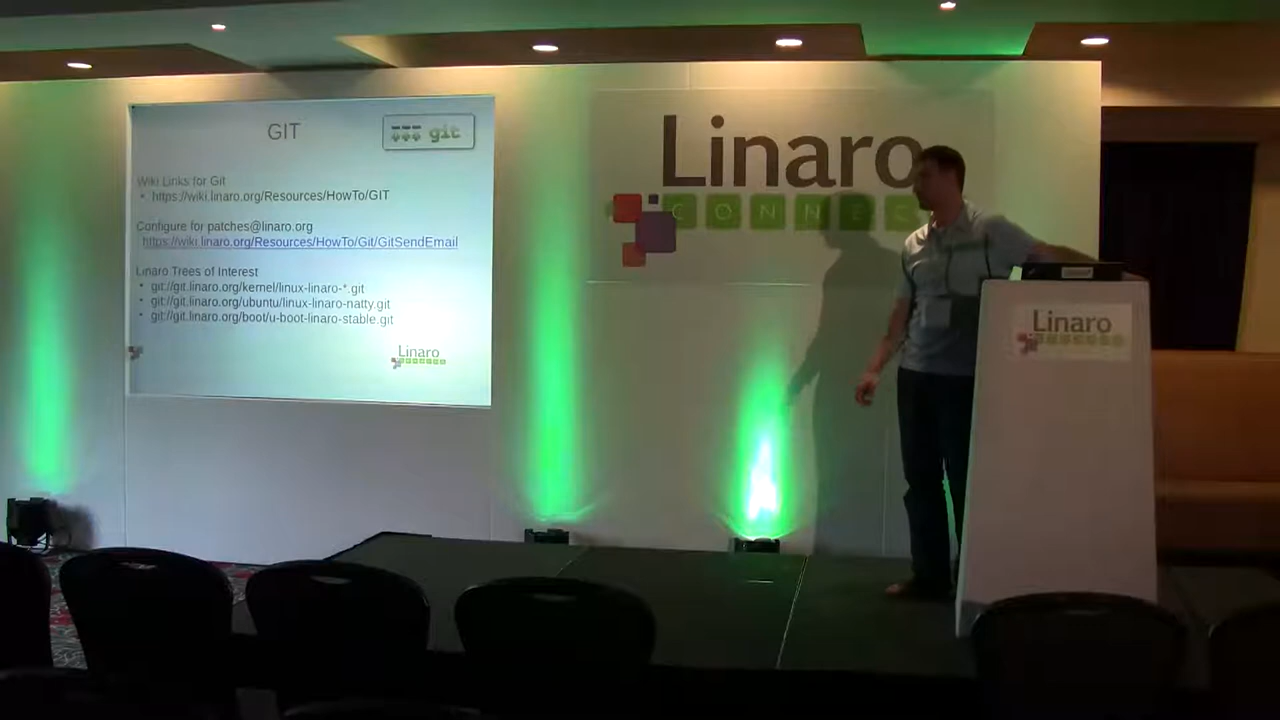 GIT
git
Wiki Links for Git
• https://wiki.linaro.org/Resources/HowTo/GIT
Configure for patches@linaro.org
https://wiki.linaro.org/Resources/HowTo/Git/GitSendEmail
Linaro Trees of Interest
• git://git.linaro.org/kernel/linux-linaro-*.git
• git://git.linaro.org/ubuntu/linux-linaro-natty.git
• git://git.linaro.org/boot/u-boot-linaro-stable.git
Linaro
Linaro
CONNEC
Linaro